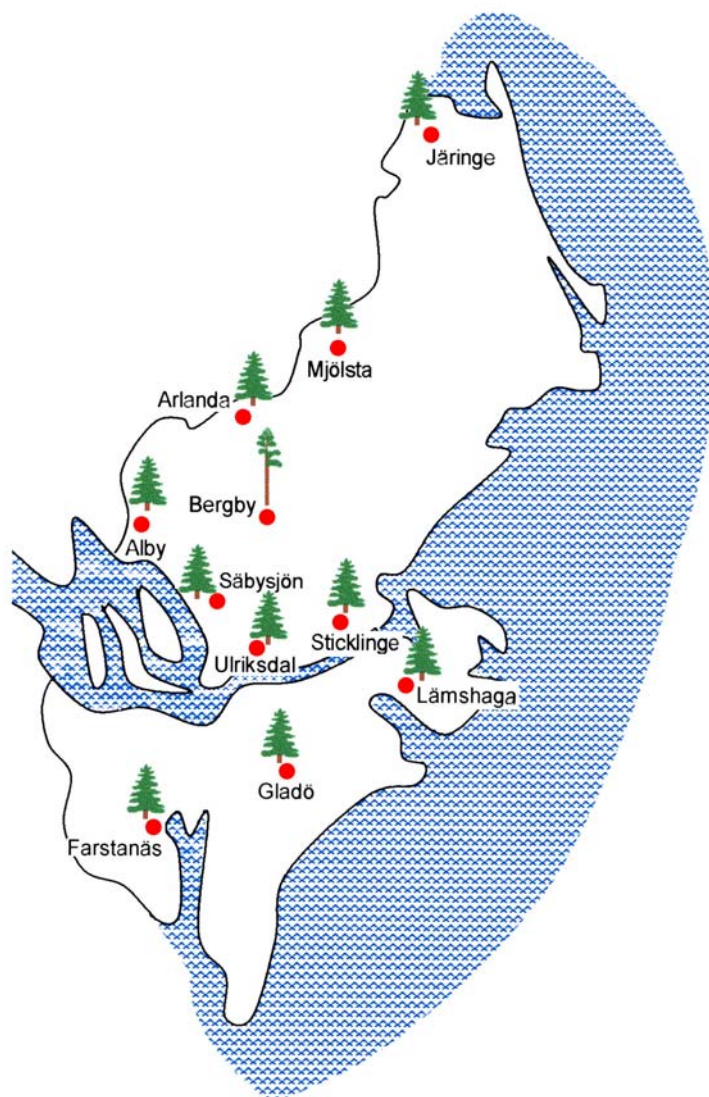 Järinge
Mjölsta
Arlanda
Bergby
Alby
Säbysjön
Sticklinge
Ulriksdal
Lämshaga
Gladö
Farstanäs